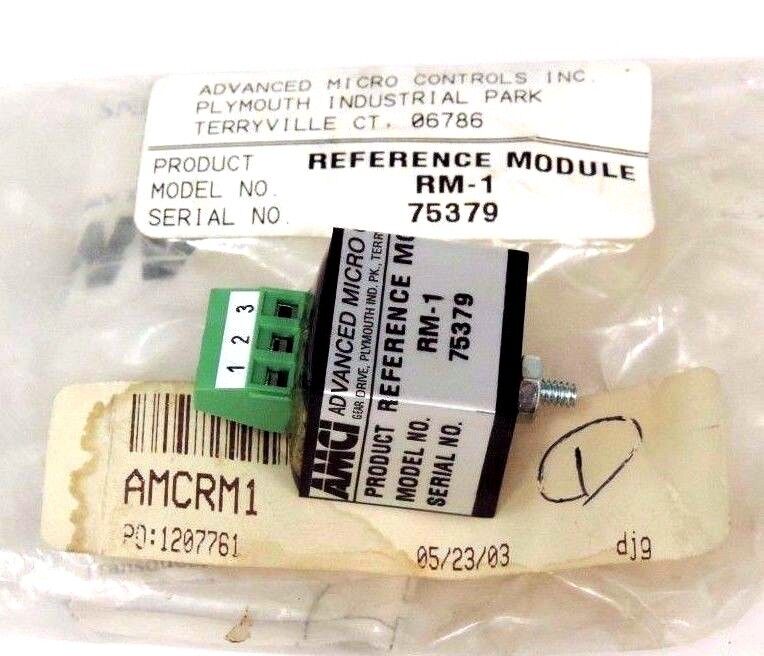 ADVANCED MICRO CONTROLS INC.
PLYMOUTH INDUSTRIAL PARK
TERRYVILLE CT. 06786
PRODUCT REFERENCE MODULE
MODEL NO. RM-1
SERIAL NO. 75379
1 2 3
AMCI ADVANCED MICRO
GEAR DRIVE, PLYMOUTH IND. PK., TERR
PRODUCT REFERENCE MO
MODEL NO. RM-1
SERIAL NO. 75379
AMCRM1
PO:1207761
05/23/03
djg
1